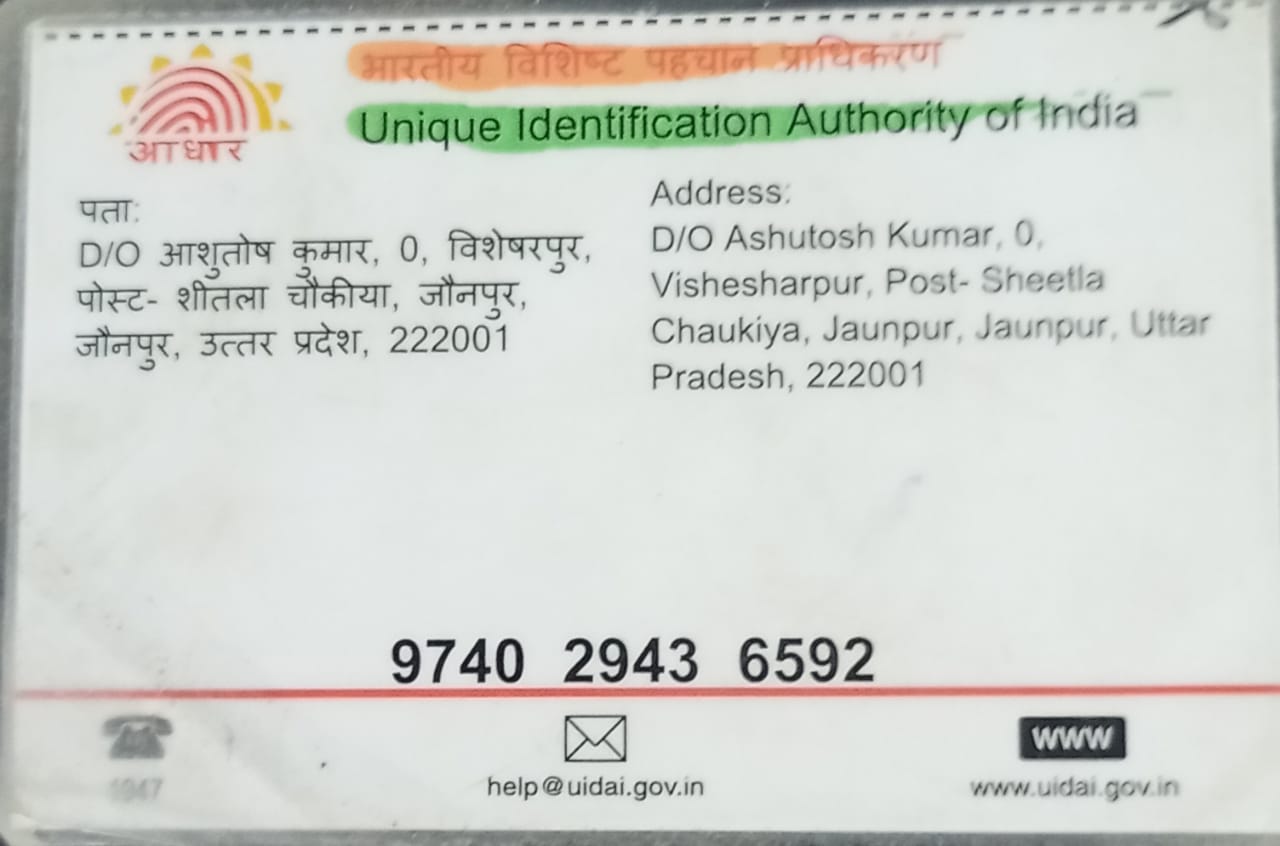 भारतीय विशिष्ट पहचान प्राधिकरण
Unique Identification Authority of India
आधार
पता:
D/O आशुतोष कुमार, 0, विशेषरपुर,
पोस्ट- शीतला चौकीया, जौनपुर,
जौनपुर, उत्तर प्रदेश, 222001
Address:
D/O Ashutosh Kumar, 0,
Vishesharpur, Post- Sheetla
Chaukiya, Jaunpur, Jaunpur, Uttar
Pradesh, 222001
9740 2943 6592
1947
help@uidai.gov.in
www
www.uidai.gov.in